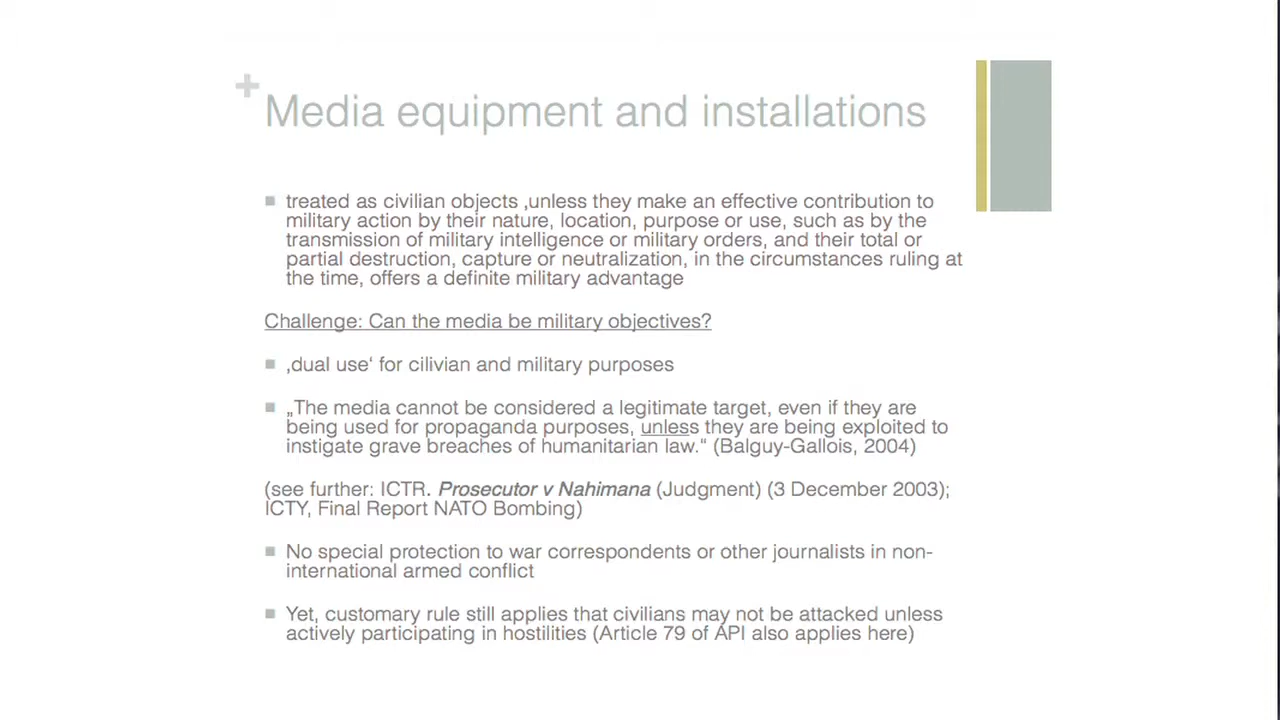 +
Media equipment and installations
treated as civilian objects ‚unless they make an effective contribution to
military action by their nature, location, purpose or use, such as by the
transmission of military intelligence or military orders, and their total or
partial destruction, capture or neutralization, in the circumstances ruling at
the time, offers a definite military advantage
Challenge: Can the media be military objectives?
‚dual use‘ for cilivian and military purposes
„The media cannot be considered a legitimate target, even if they are
being used for propaganda purposes, unless they are being exploited to
instigate grave breaches of humanitarian law.“ (Balguy-Gallois, 2004)
(see further: ICTR. Prosecutor v Nahimana (Judgment) (3 December 2003);
ICTY, Final Report NATO Bombing)
No special protection to war correspondents or other journalists in non-
international armed conflict
Yet, customary rule still applies that civilians may not be attacked unless
actively participating in hostilities (Article 79 of API also applies here)